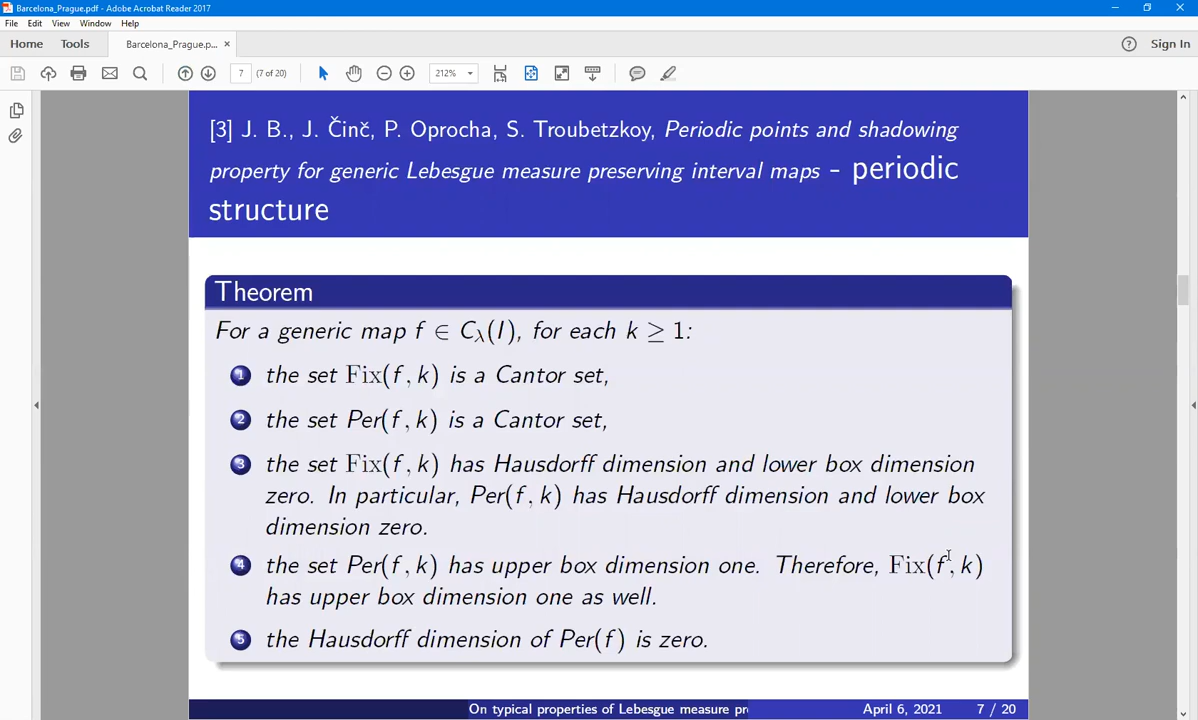 Barcelona_Prague.pdf - Adobe Acrobat Reader 2017
File Edit View Window Help
Home Tools Barcelona_Prague.p... × Sign In
7 (7 of 20) 212%
[3] J. B., J. Činč, P. Oprocha, S. Troubetzkoy, Periodic points and shadowing
property for generic Lebesgue measure preserving interval maps - periodic
structure
Theorem
For a generic map f ∈ C_λ(I), for each k ≥ 1:
1 the set Fix(f, k) is a Cantor set,
2 the set Per(f, k) is a Cantor set,
3 the set Fix(f, k) has Hausdorff dimension and lower box dimension
zero. In particular, Per(f, k) has Hausdorff dimension and lower box
dimension zero.
4 the set Per(f, k) has upper box dimension one. Therefore, Fix(f, k)
has upper box dimension one as well.
5 the Hausdorff dimension of Per(f) is zero.
On typical properties of Lebesgue measure pr April 6, 2021 7 / 20